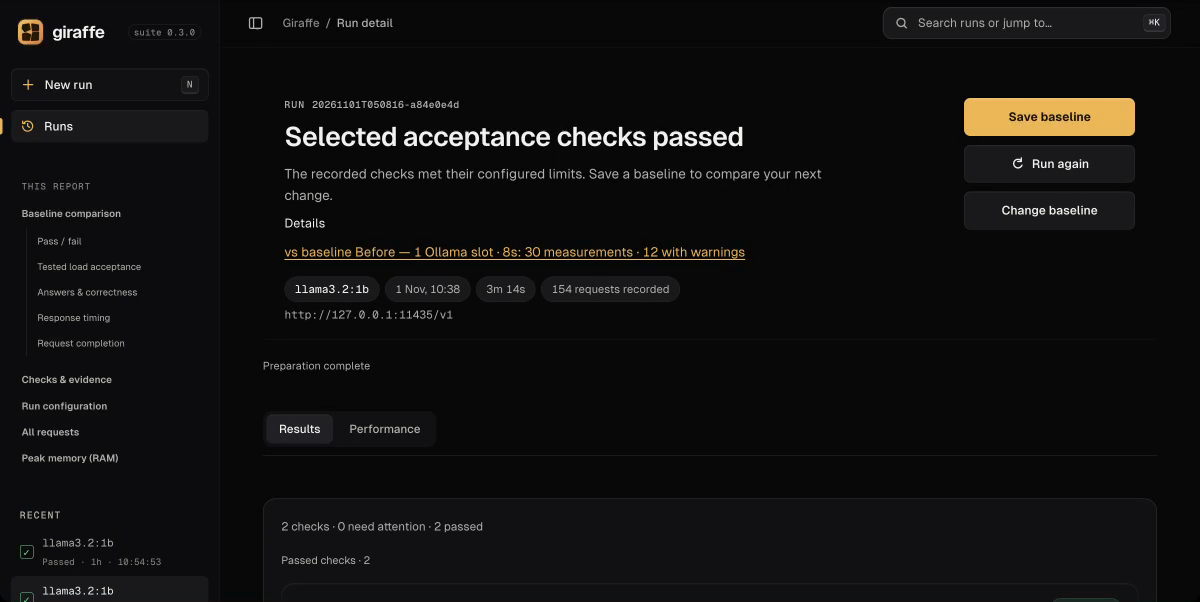 giraffe
suite 0.3.0
New run
N
Runs
THIS REPORT
Baseline comparison
Pass / fail
Tested load acceptance
Answers & correctness
Response timing
Request completion
Checks & evidence
Run configuration
All requests
Peak memory (RAM)
RECENT
llama3.2:1b
Passed · 1h · 10:54:53
llama3.2:1b
Giraffe / Run detail
Search runs or jump to...
⌘K
RUN 20261101T050816-a84e0e4d
Selected acceptance checks passed
The recorded checks met their configured limits. Save a baseline to compare your next
change.
Details
vs baseline Before — 1 Ollama slot · 8s: 30 measurements · 12 with warnings
llama3.2:1b
1 Nov, 10:38
3m 14s
154 requests recorded
http://127.0.0.1:11435/v1
Save baseline
Run again
Change baseline
Preparation complete
Results
Performance
2 checks · 0 need attention · 2 passed
Passed checks · 2